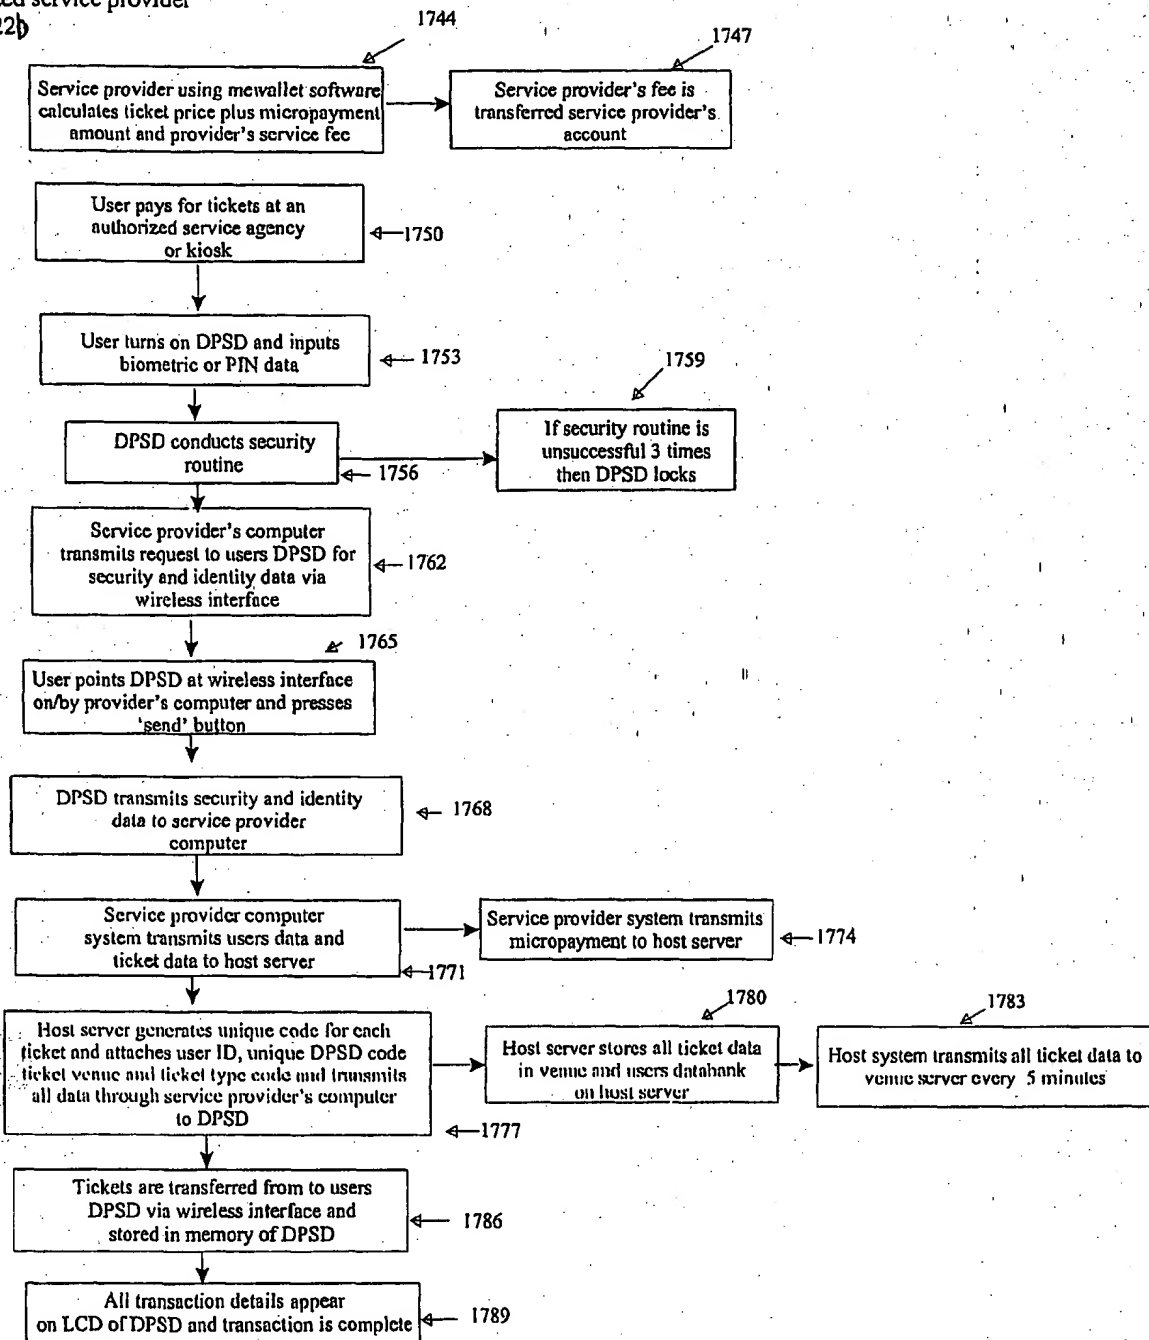 ed service provider
22b
1744
1747
Service provider using mewallet software
calculates ticket price plus micropayment
amount and provider's service fee
Service provider's fee is
transferred service provider's
account
User pays for tickets at an
authorized service agency
or kiosk
1750
User turns on DPSD and inputs
biometric or PIN data
1753
1759
DPSD conducts security
routine
1756
If security routine is
unsuccessful 3 times
then DPSD locks
Service provider's computer
transmits request to users DPSD for
security and identity data via
wireless interface
1762
1765
User points DPSD at wireless interface
on/by provider's computer and presses
'send' button
DPSD transmits security and identity
data to service provider
computer
1768
Service provider computer
system transmits users data and
ticket data to host server
1771
Service provider system transmits
micropayment to host server
1774
1780
1783
Host server generates unique code for each
ticket and attaches user ID, unique DPSD code
ticket venue and ticket type code and transmits
all data through service provider's computer
to DPSD
1777
Host server stores all ticket data
in venue and users databank
on host server
Host system transmits all ticket data to
venue server every 5 minutes
Tickets are transferred from to users
DPSD via wireless interface and
stored in memory of DPSD
1786
All transaction details appear
on LCD of DPSD and transaction is complete
1789